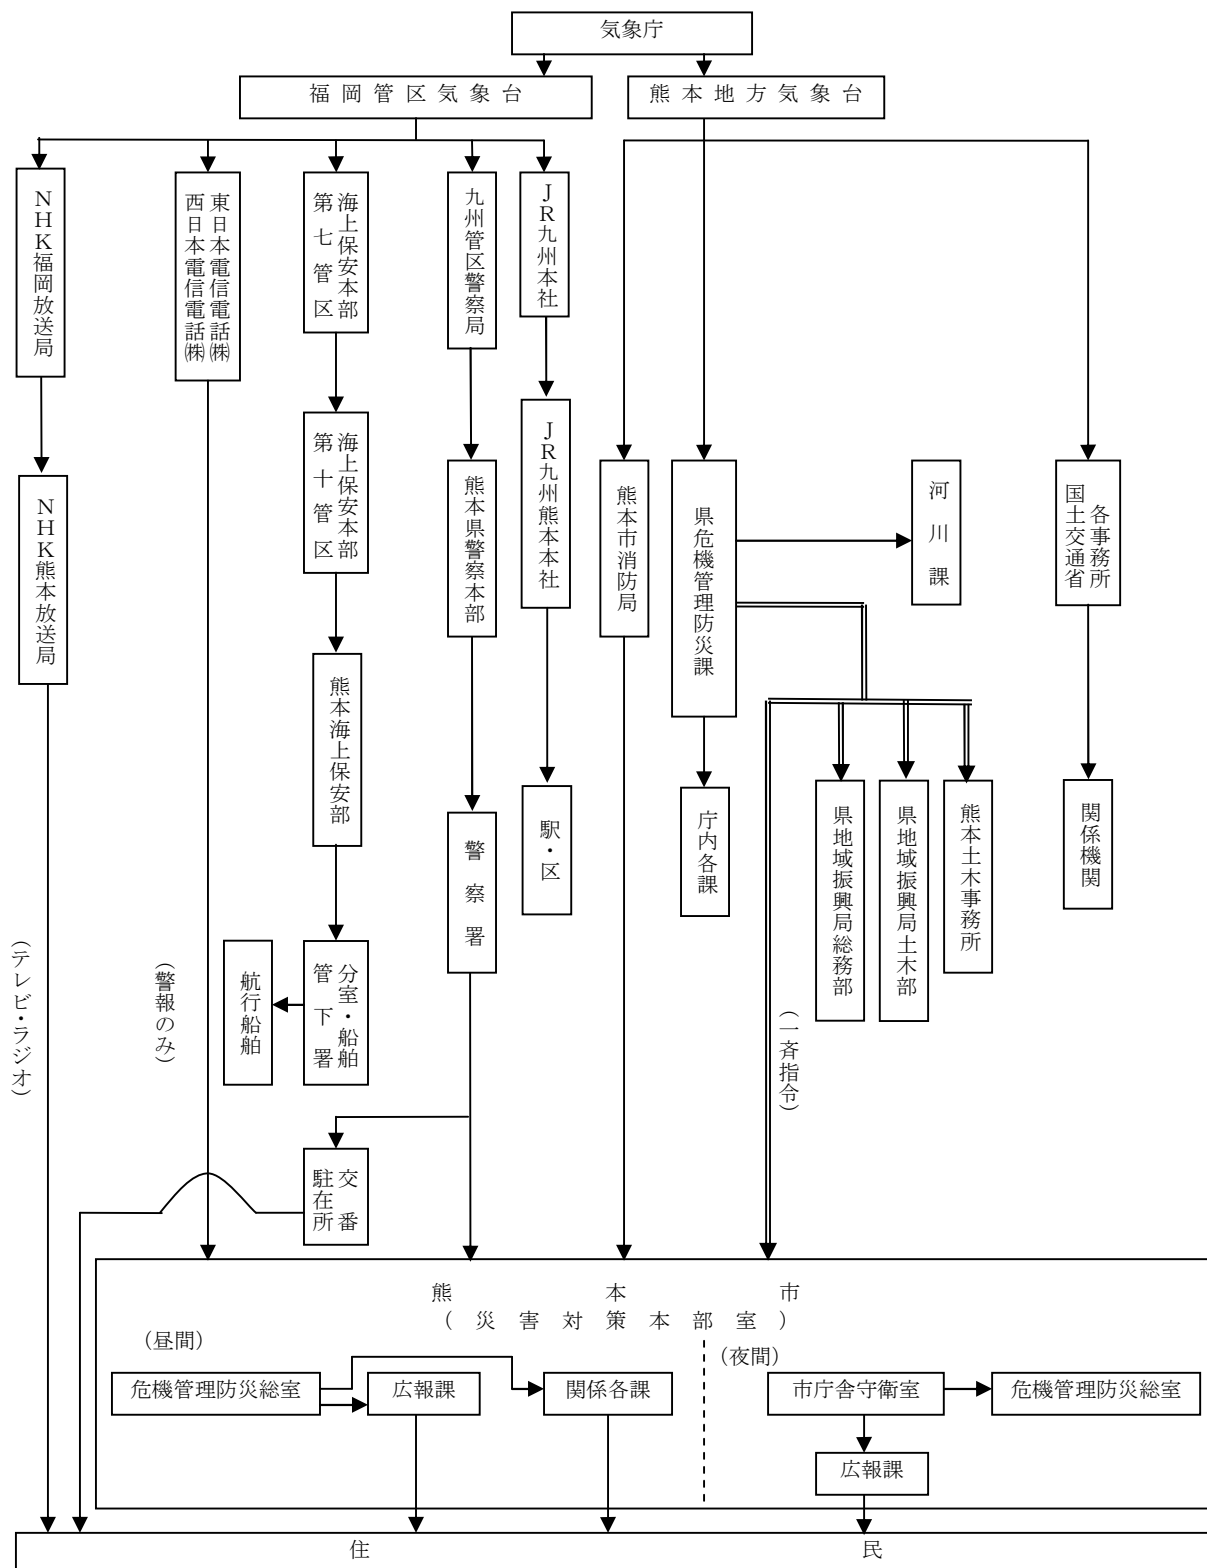 気象庁
福岡管区気象台
熊本地方気象台
NHK福岡放送局
東日本電信電話㈱
西日本電信電話㈱
海上保安本部
第七管区
九州管区警察局
JR九州本社
海上保安本部
第十管区
JR九州熊本本社
NHK熊本放送局
熊本県警察本部
熊本市消防局
県危機管理防災課
河川課
各事務所
国土交通省
熊本海上保安部
警察署
駅・区
庁内各課
県地域振興局総務部
県地域振興局土木部
熊本土木事務所
関係機関
(テレビ・ラジオ)
(警報のみ)
航行船舶
分室・船舶
管下署
(一斉指令)
交番
駐在所
熊本市
(災害対策本部室)
(昼間)
(夜間)
危機管理防災総室
広報課
関係各課
市庁舎守衛室
危機管理防災総室
広報課
住民